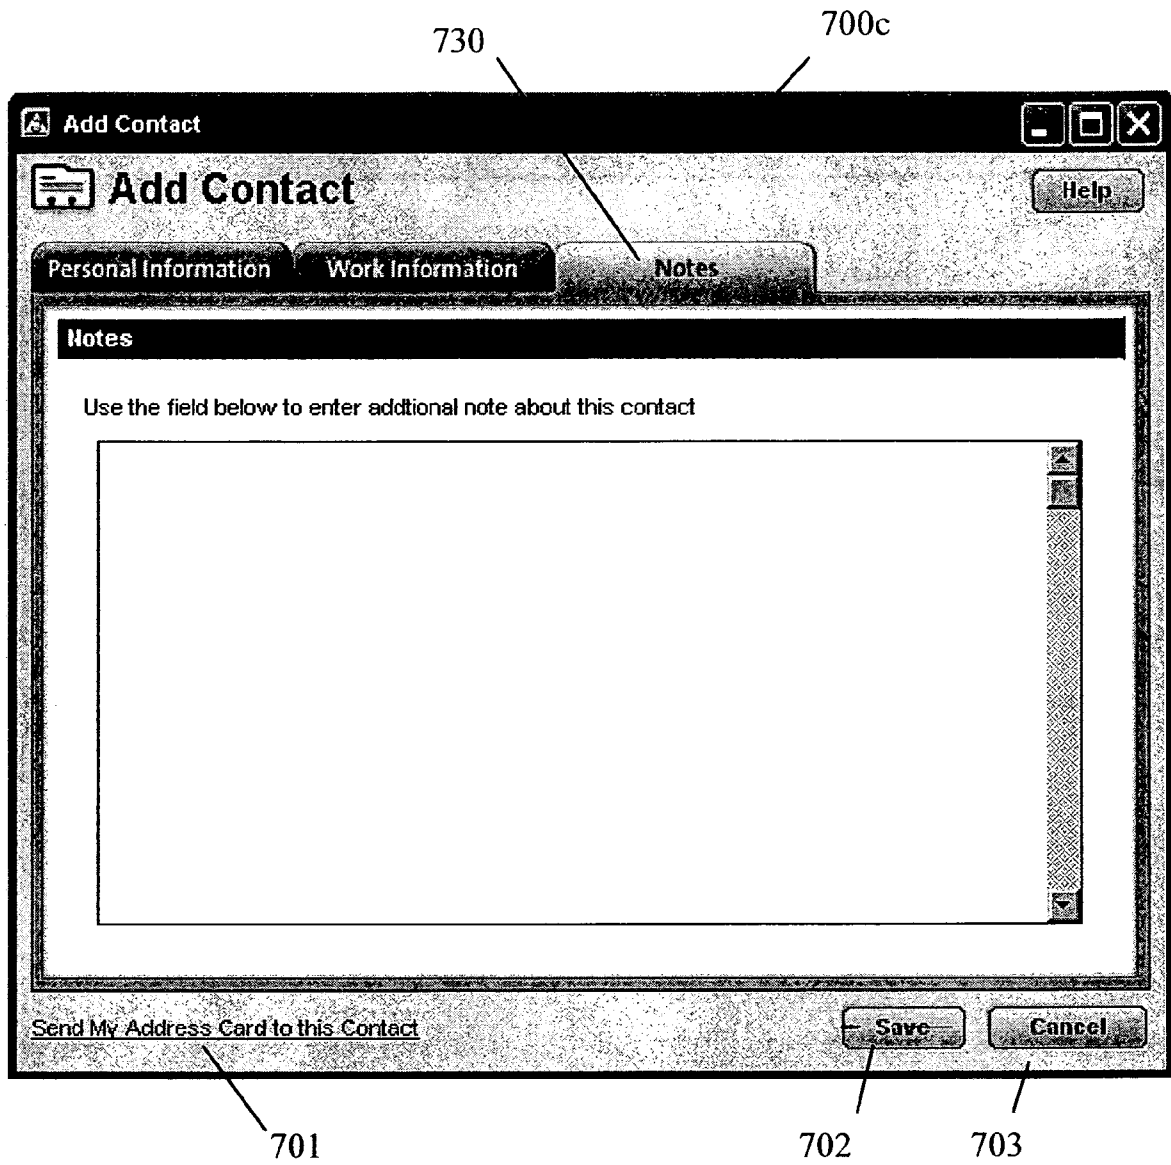 730
700c
Add Contact
Add Contact
Help
Personal Information Work Information Notes
Notes
Use the field below to enter addtional note about this contact
Send My Address Card to this Contact
Save Cancel
701
702
703